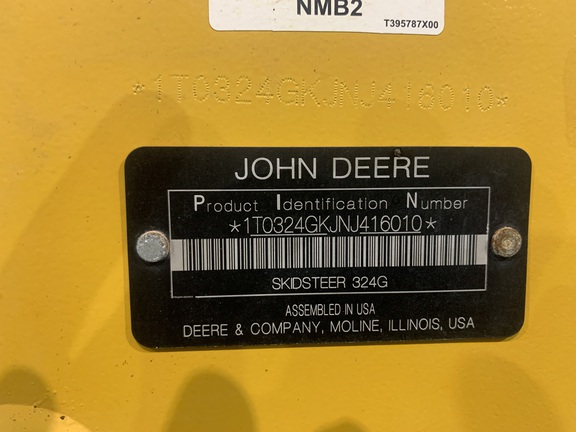 NMB2
T395787X00
*1T0324GKJNJ416010*
JOHN DEERE
Product Identification Number
*1T0324GKJNJ416010*
SKIDSTEER 324G
ASSEMBLED IN USA
DEERE & COMPANY, MOLINE, ILLINOIS, USA